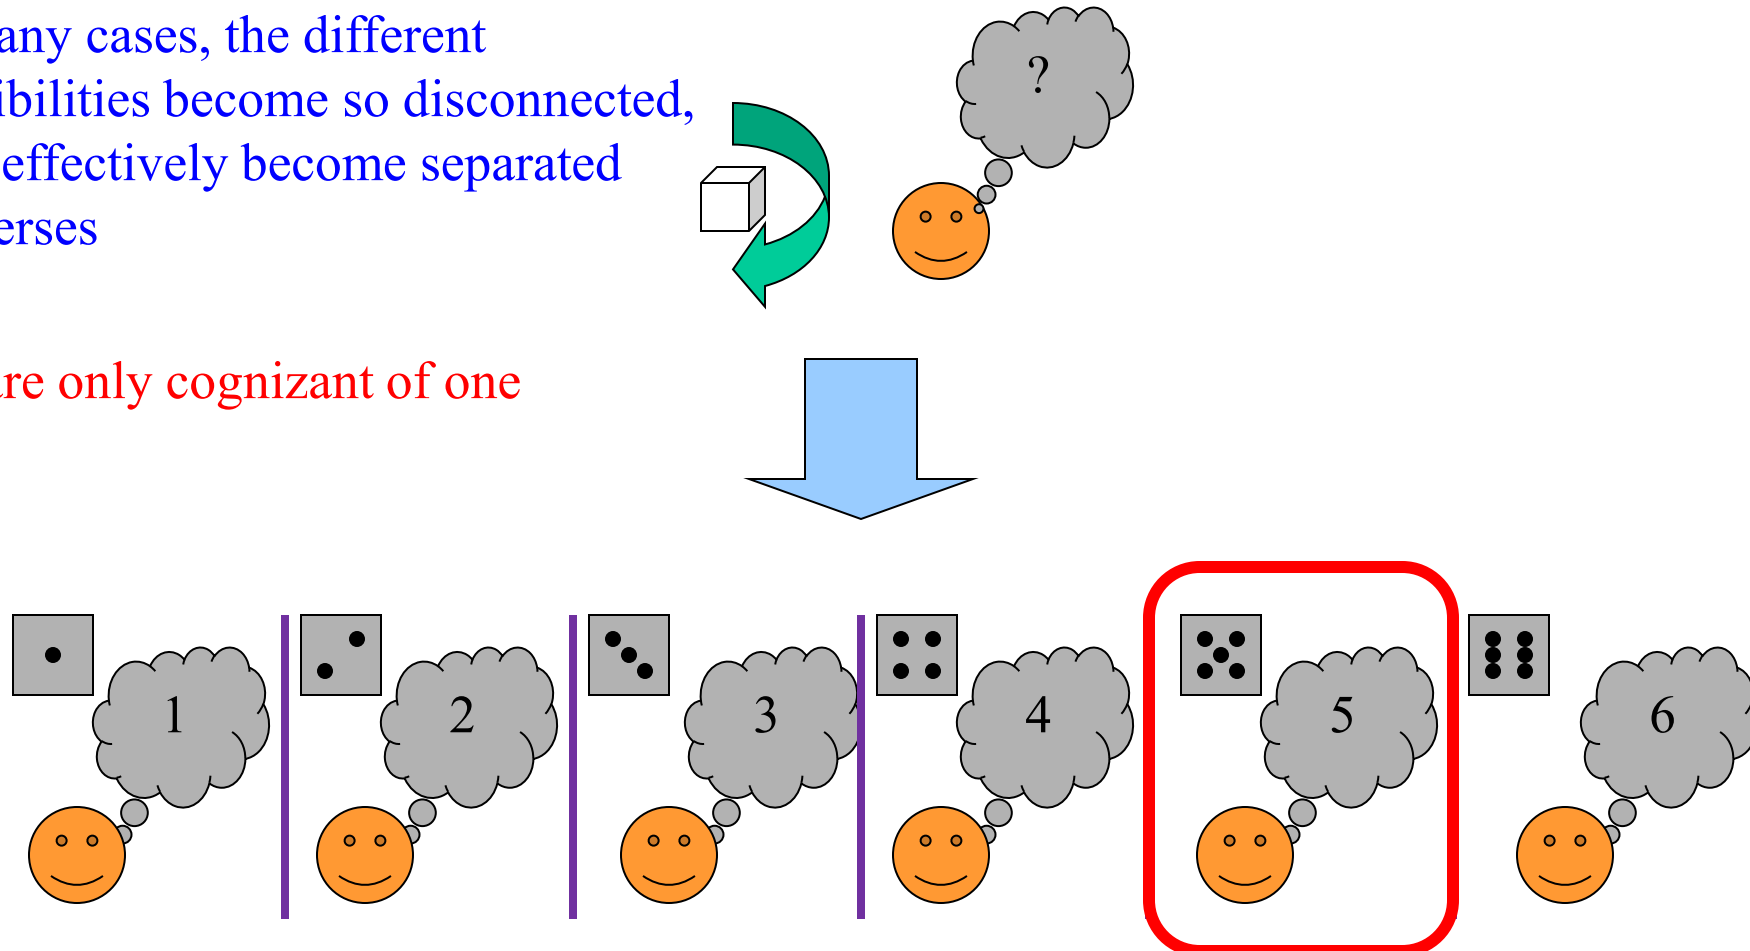 any cases, the different
ibilities become so disconnected,
effectively become separated
erses
?
re only cognizant of one
1 2 3 4 5 6